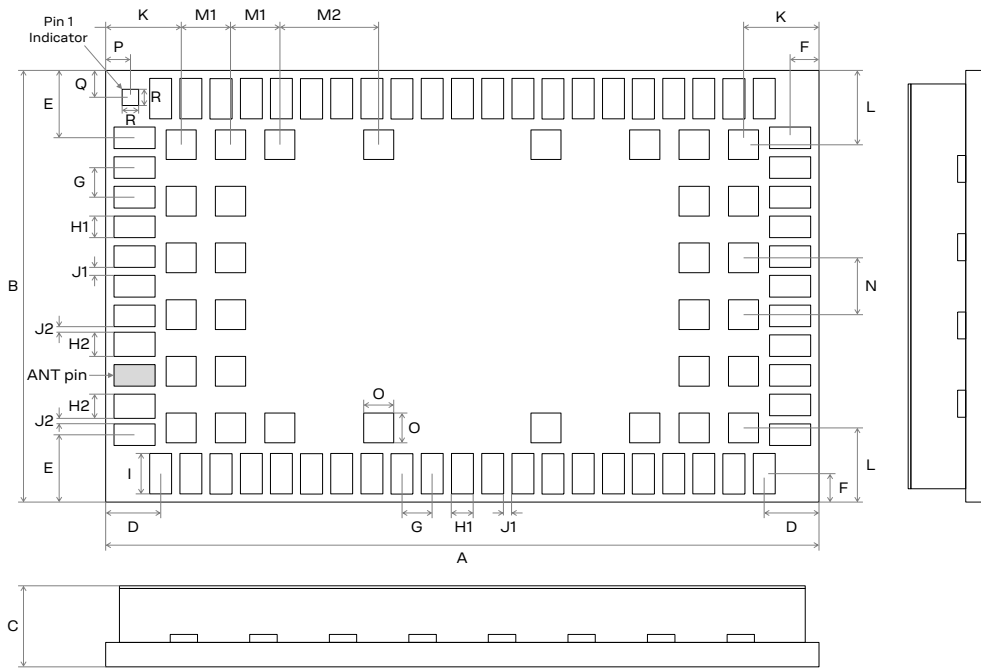 Pin 1
Indicator
K
M1
M1
M2
K
P
F
Q
E
R
R
L
G
H1
J1
B
N
J2
H2
ANT pin
H2
J2
O
O
E
I
L
F
D
G
H1
J1
D
A
C